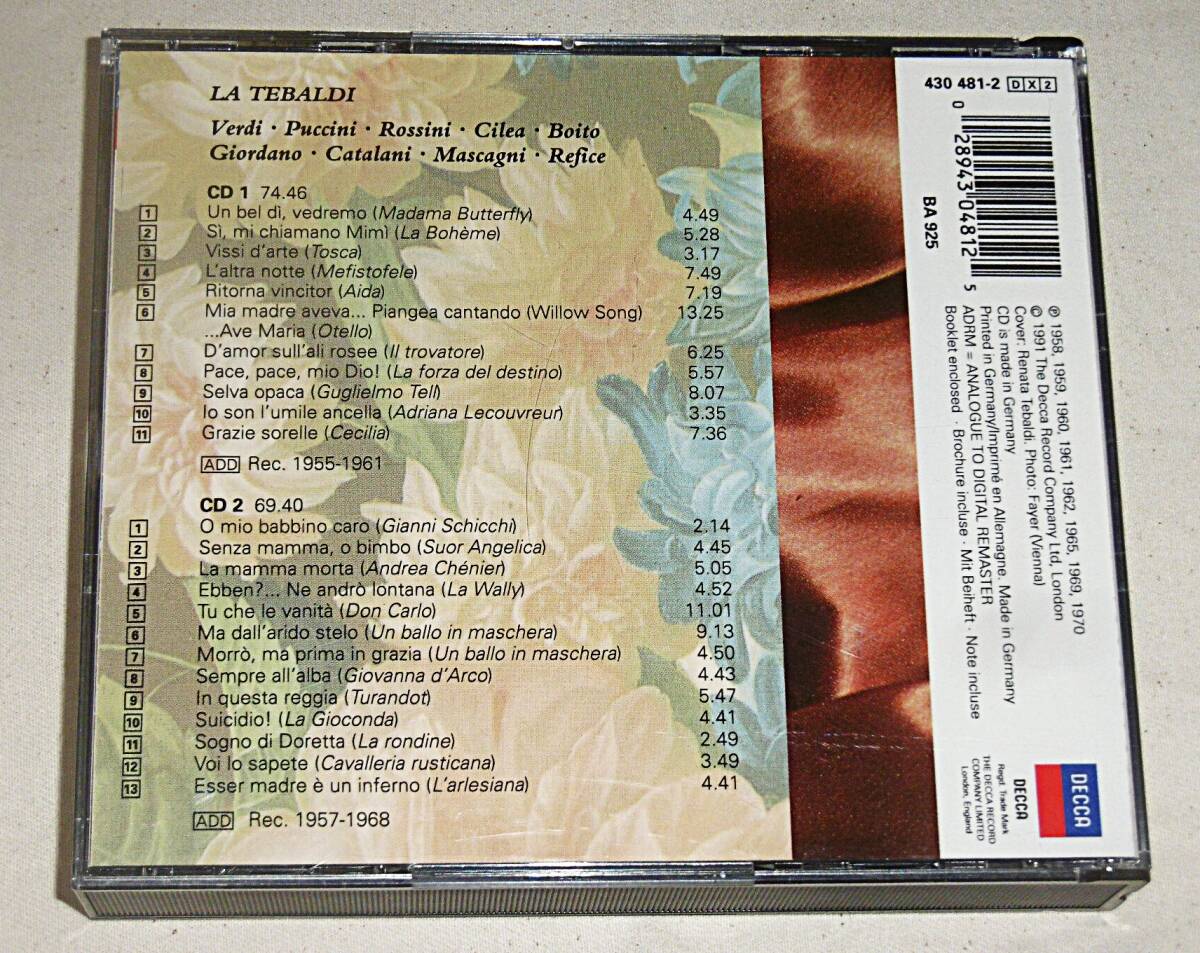 LA TEBALDI
Verdi · Puccini · Rossini · Cilea · Boito
Giordano · Catalani · Mascagni · Refice
CD 1 74.46
1 Un bel dì, vedremo (Madama Butterfly) 4.49
2 Sì, mi chiamano Mimì (La Bohème) 5.28
3 Vissi d'arte (Tosca) 3.17
4 L'altra notte (Mefistofele) 7.49
5 Ritorna vincitor (Aida) 7.19
6 Mia madre aveva... Piangea cantando (Willow Song) 13.25
...Ave Maria (Otello)
7 D'amor sull'ali rosee (Il trovatore) 6.25
8 Pace, pace, mio Dio! (La forza del destino) 5.57
9 Selva opaca (Guglielmo Tell) 8.07
10 Io son l'umile ancella (Adriana Lecouvreur) 3.35
11 Grazie sorelle (Cecilia) 7.36
ADD Rec. 1955-1961
CD 2 69.40
1 O mio babbino caro (Gianni Schicchi) 2.14
2 Senza mamma, o bimbo (Suor Angelica) 4.45
3 La mamma morta (Andrea Chénier) 5.05
4 Ebben?... Ne andrò lontana (La Wally) 4.52
5 Tu che le vanità (Don Carlo) 11.01
6 Ma dall'arido stelo (Un ballo in maschera) 9.13
7 Morrò, ma prima in grazia (Un ballo in maschera) 4.50
8 Sempre all'alba (Giovanna d'Arco) 4.43
9 In questa reggia (Turandot) 5.47
10 Suicidio! (La Gioconda) 4.41
11 Sogno di Doretta (La rondine) 2.49
12 Voi lo sapete (Cavalleria rusticana) 3.49
13 Esser madre è un inferno (L'arlesiana) 4.41
ADD Rec. 1957-1968
430 481-2 DX2
0 28943 04812 5
BA 925
℗ 1958, 1959, 1960, 1961, 1962, 1965, 1969, 1970
© 1991 The Decca Record Company Ltd, London
Cover: Renata Tebaldi. Photo: Fayer (Vienna)
CD is made in Germany
Printed in Germany/Imprimé en Allemagne. Made in Germany
ADRM = ANALOGUE TO DIGITAL REMASTER
Booklet enclosed · Brochure incluse · Mit Beiheft · Note incluse
DECCA
DECCA
Regd. Trade Mark
THE DECCA RECORD
COMPANY LIMITED
London, England